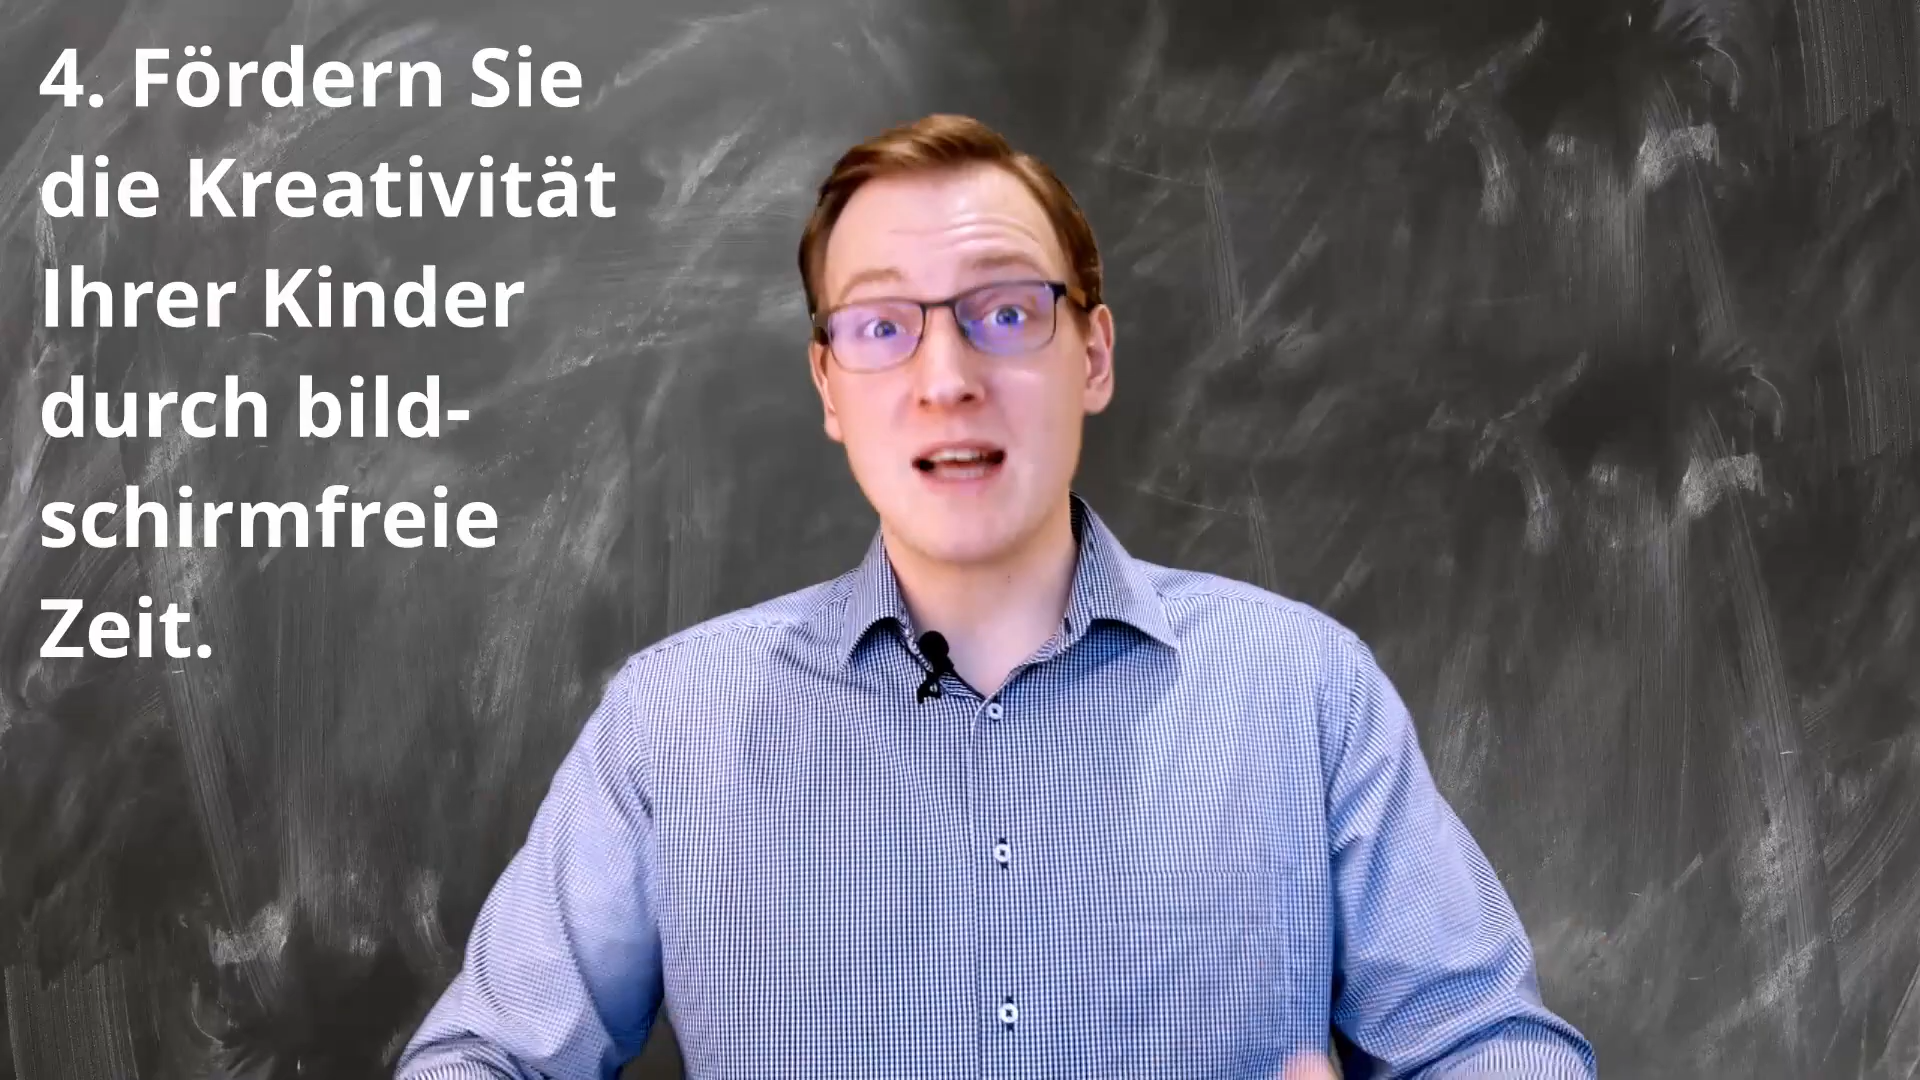 4. Fördern Sie
die Kreativität
Ihrer Kinder
durch bild-
schirmfreie
Zeit.